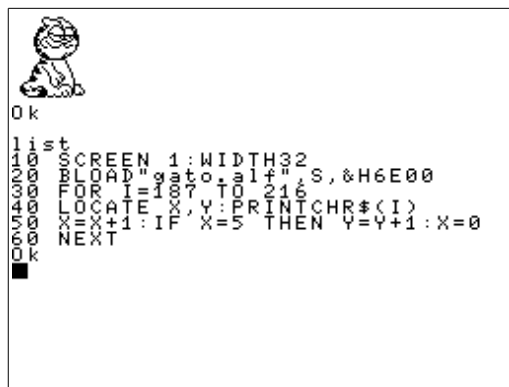 Ok
list
10 SCREEN 1:WIDTH32
20 BLOAD"gato.alf",S,&H6E00
30 FOR I=187 TO 216
40 LOCATE X,Y:PRINTCHR$(I)
50 X=X+1:IF X=5 THEN Y=Y+1:X=0
60 NEXT
Ok